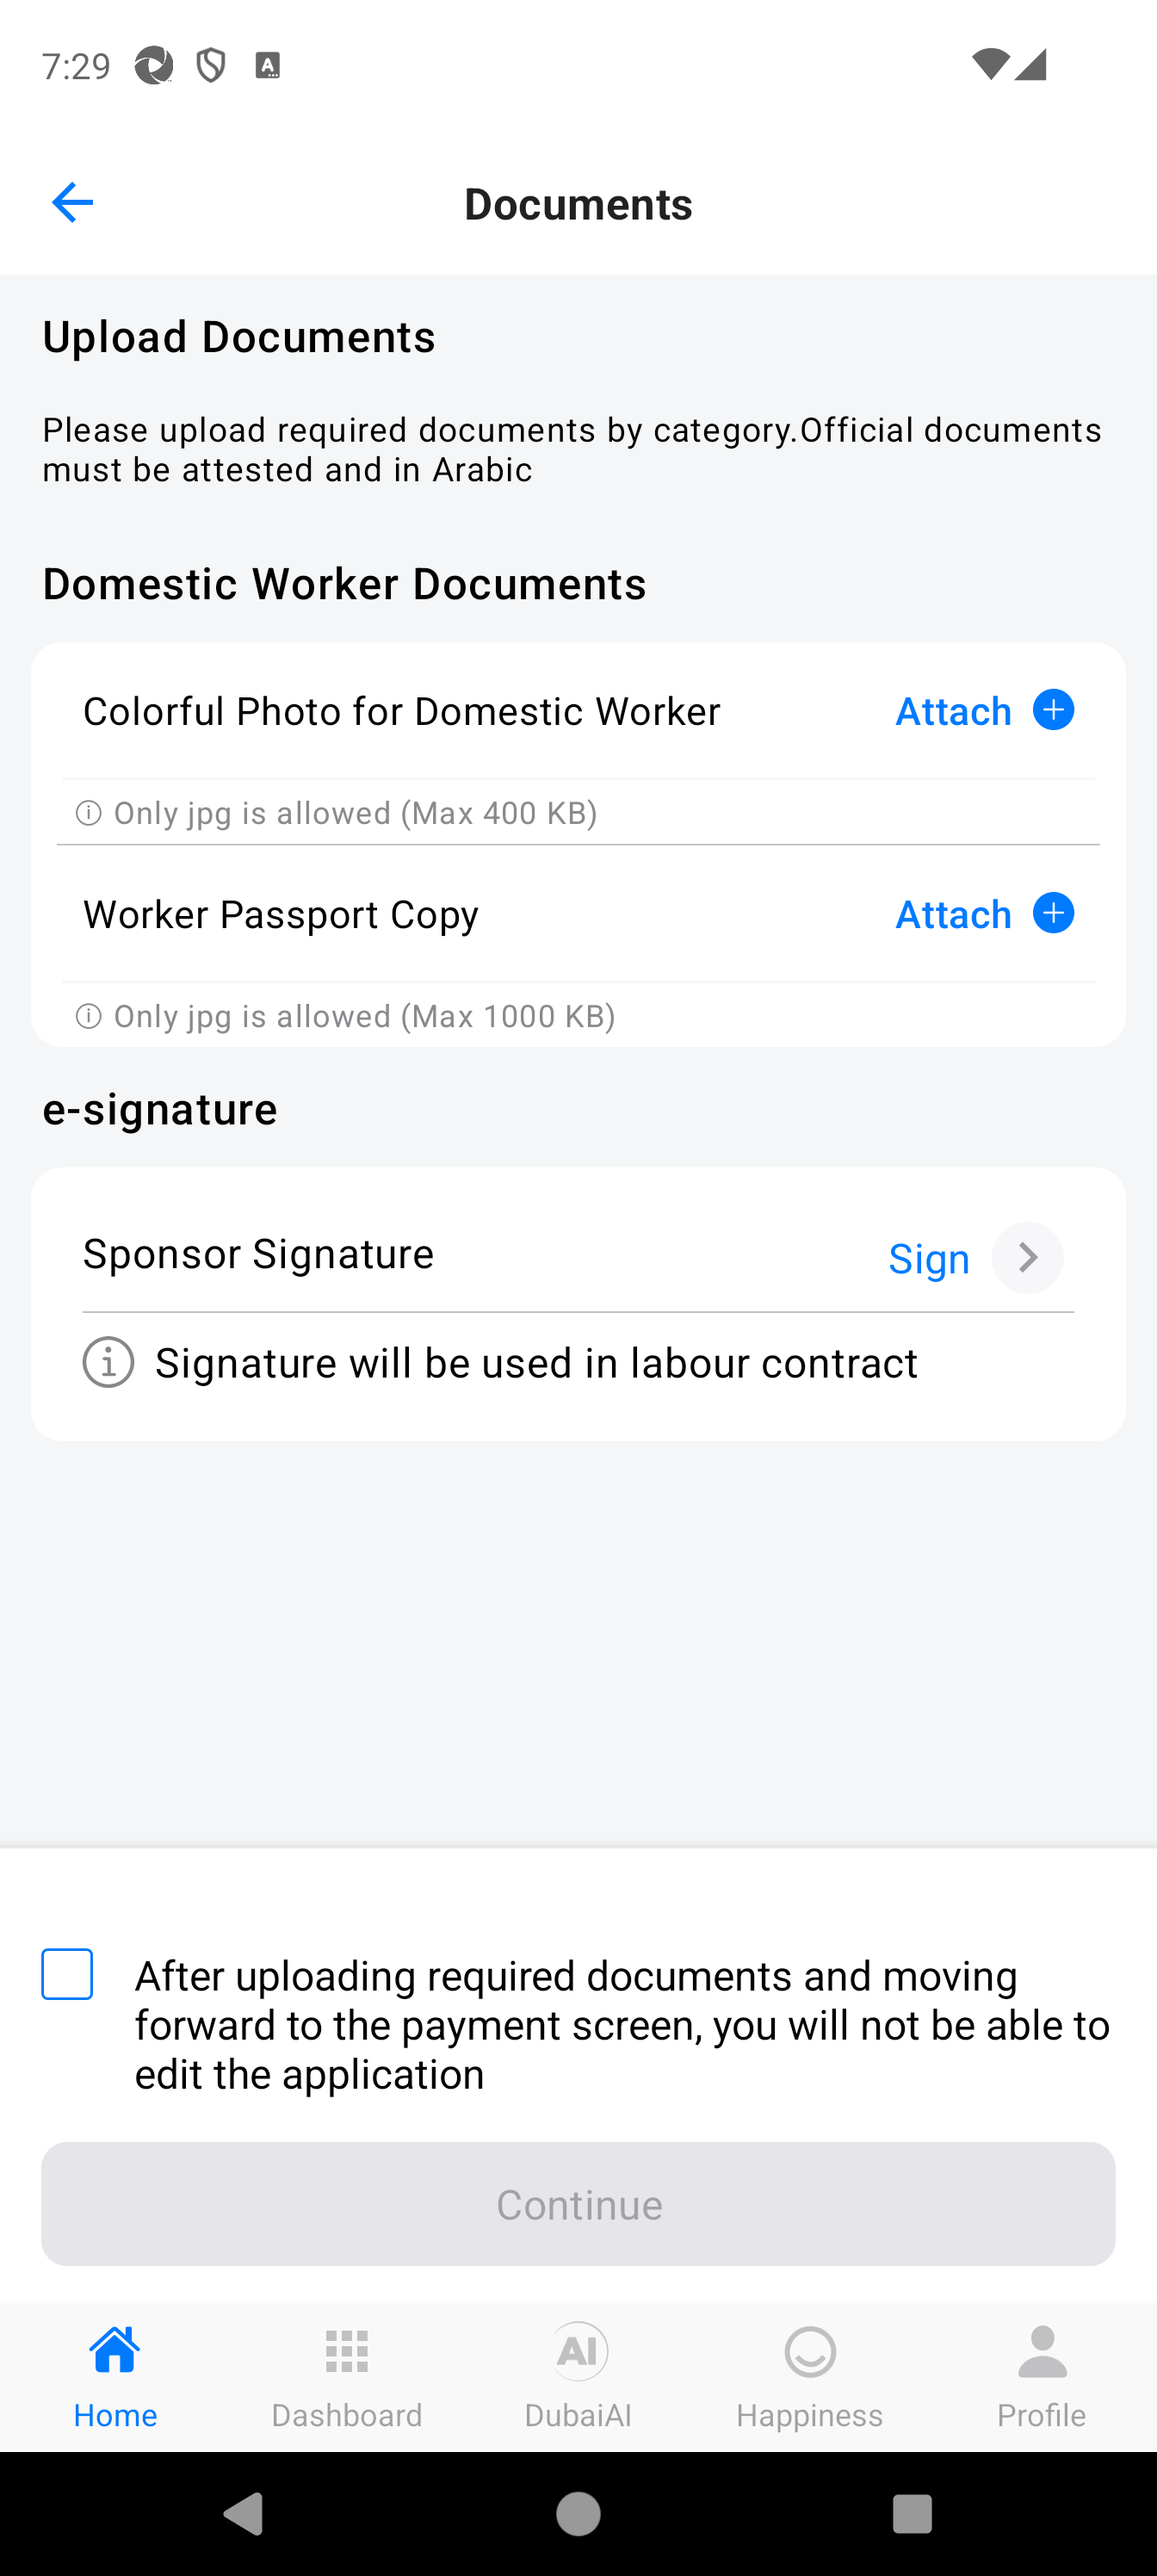 7:29
Documents
Upload Documents
Please upload required documents by category.Official documents
must be attested and in Arabic
Domestic Worker Documents
Colorful Photo for Domestic Worker Attach
Only jpg is allowed (Max 400 KB)
Worker Passport Copy Attach
Only jpg is allowed (Max 1000 KB)
e-signature
Sponsor Signature Sign
Signature will be used in labour contract
After uploading required documents and moving
forward to the payment screen, you will not be able to
edit the application
Continue
AI
Home Dashboard DubaiAI Happiness Profile